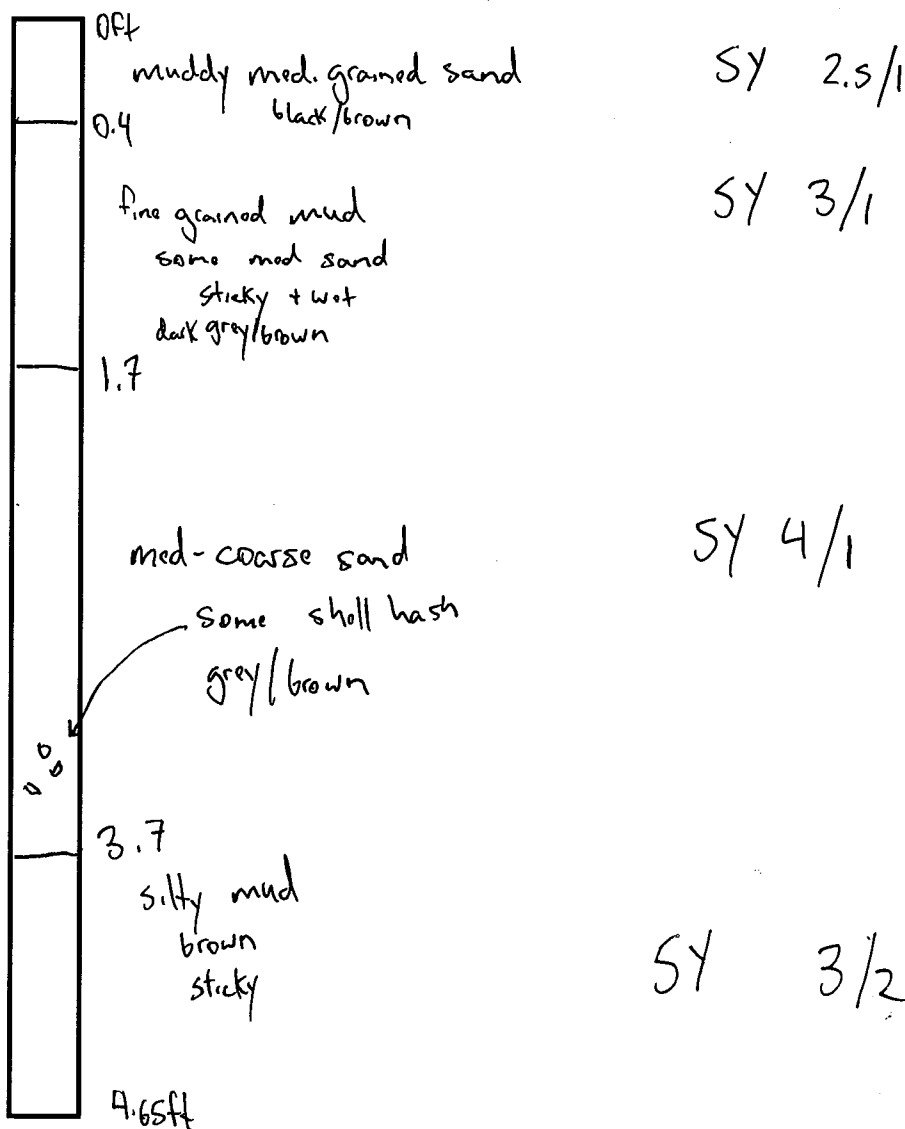 0ft
muddy med. grained sand 5Y 2.5/1
black/brown
0.4
fine grained mud 5Y 3/1
some med sand
sticky + wet
dark grey/brown
1.7
med-coarse sand 5Y 4/1
some shell hash
grey/brown
3.7
silty mud
brown 5Y 3/2
sticky
4.65ft